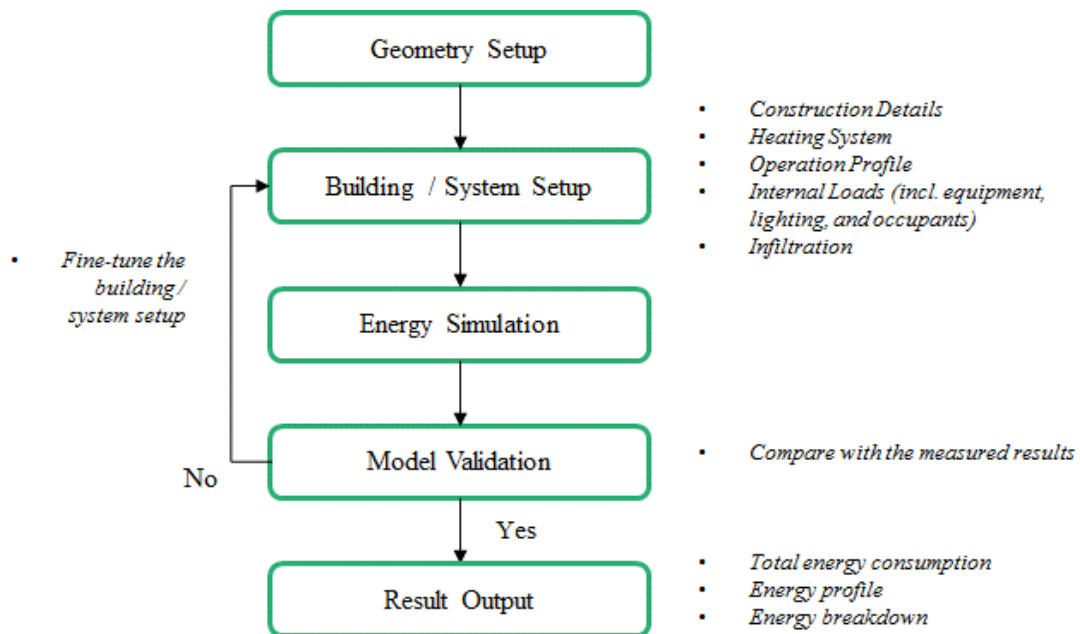 Geometry Setup
• Construction Details
• Heating System
• Operation Profile
Building / System Setup
• Internal Loads (incl. equipment,
lighting, and occupants)
• Infiltration
• Fine-tune the
building /
system setup
Energy Simulation
Model Validation
• Compare with the measured results
No
Yes
Result Output
• Total energy consumption
• Energy profile
• Energy breakdown